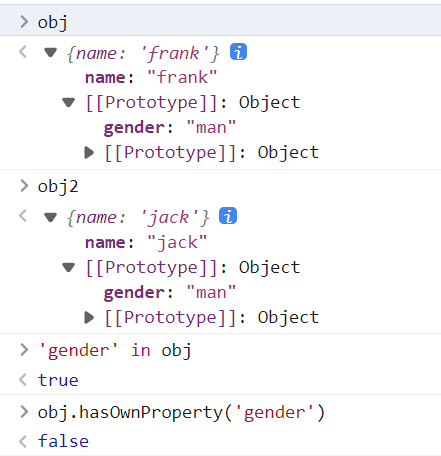 obj
{name: 'frank'} i
name: "frank"
[[Prototype]]: Object
gender: "man"
[[Prototype]]: Object
obj2
{name: 'jack'} i
name: "jack"
[[Prototype]]: Object
gender: "man"
[[Prototype]]: Object
'gender' in obj
true
obj.hasOwnProperty('gender')
false